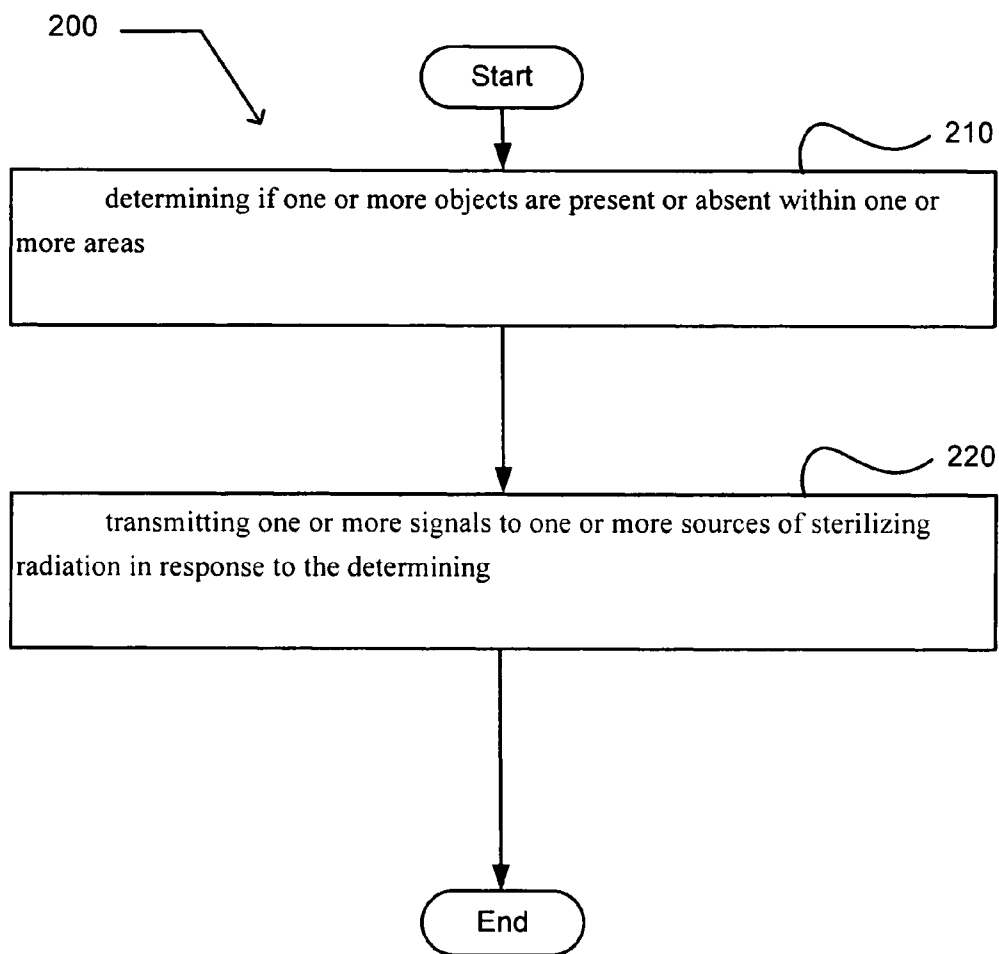 200
Start
210
determining if one or more objects are present or absent within one or
more areas
220
transmitting one or more signals to one or more sources of sterilizing
radiation in response to the determining
End